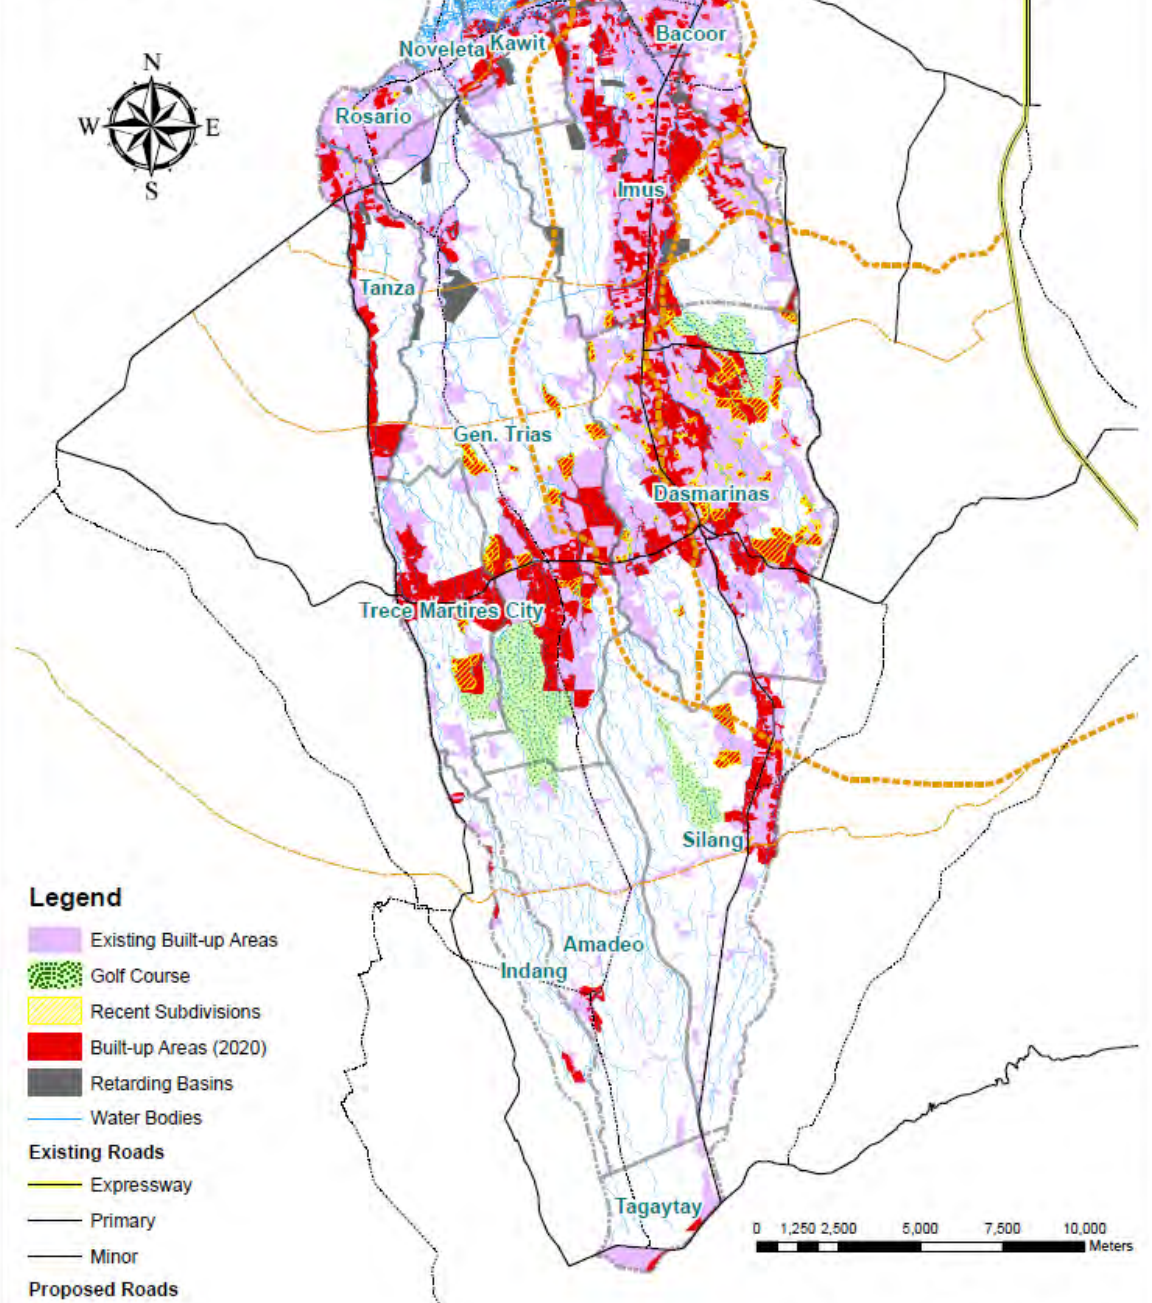 Bacoor
Noveleta Kawit
N
Rosario
W E
S
Imus
Tanza
Gen. Trias
Dasmarinas
Trece Martires City
Silang
Legend
Existing Built-up Areas
Golf Course
Recent Subdivisions
Built-up Areas (2020)
Retarding Basins
Water Bodies
Existing Roads
Expressway
Primary
Minor
Proposed Roads
Amadeo
Indang
Tagaytay
0 1,250 2,500 5,000 7,500 10,000
Meters